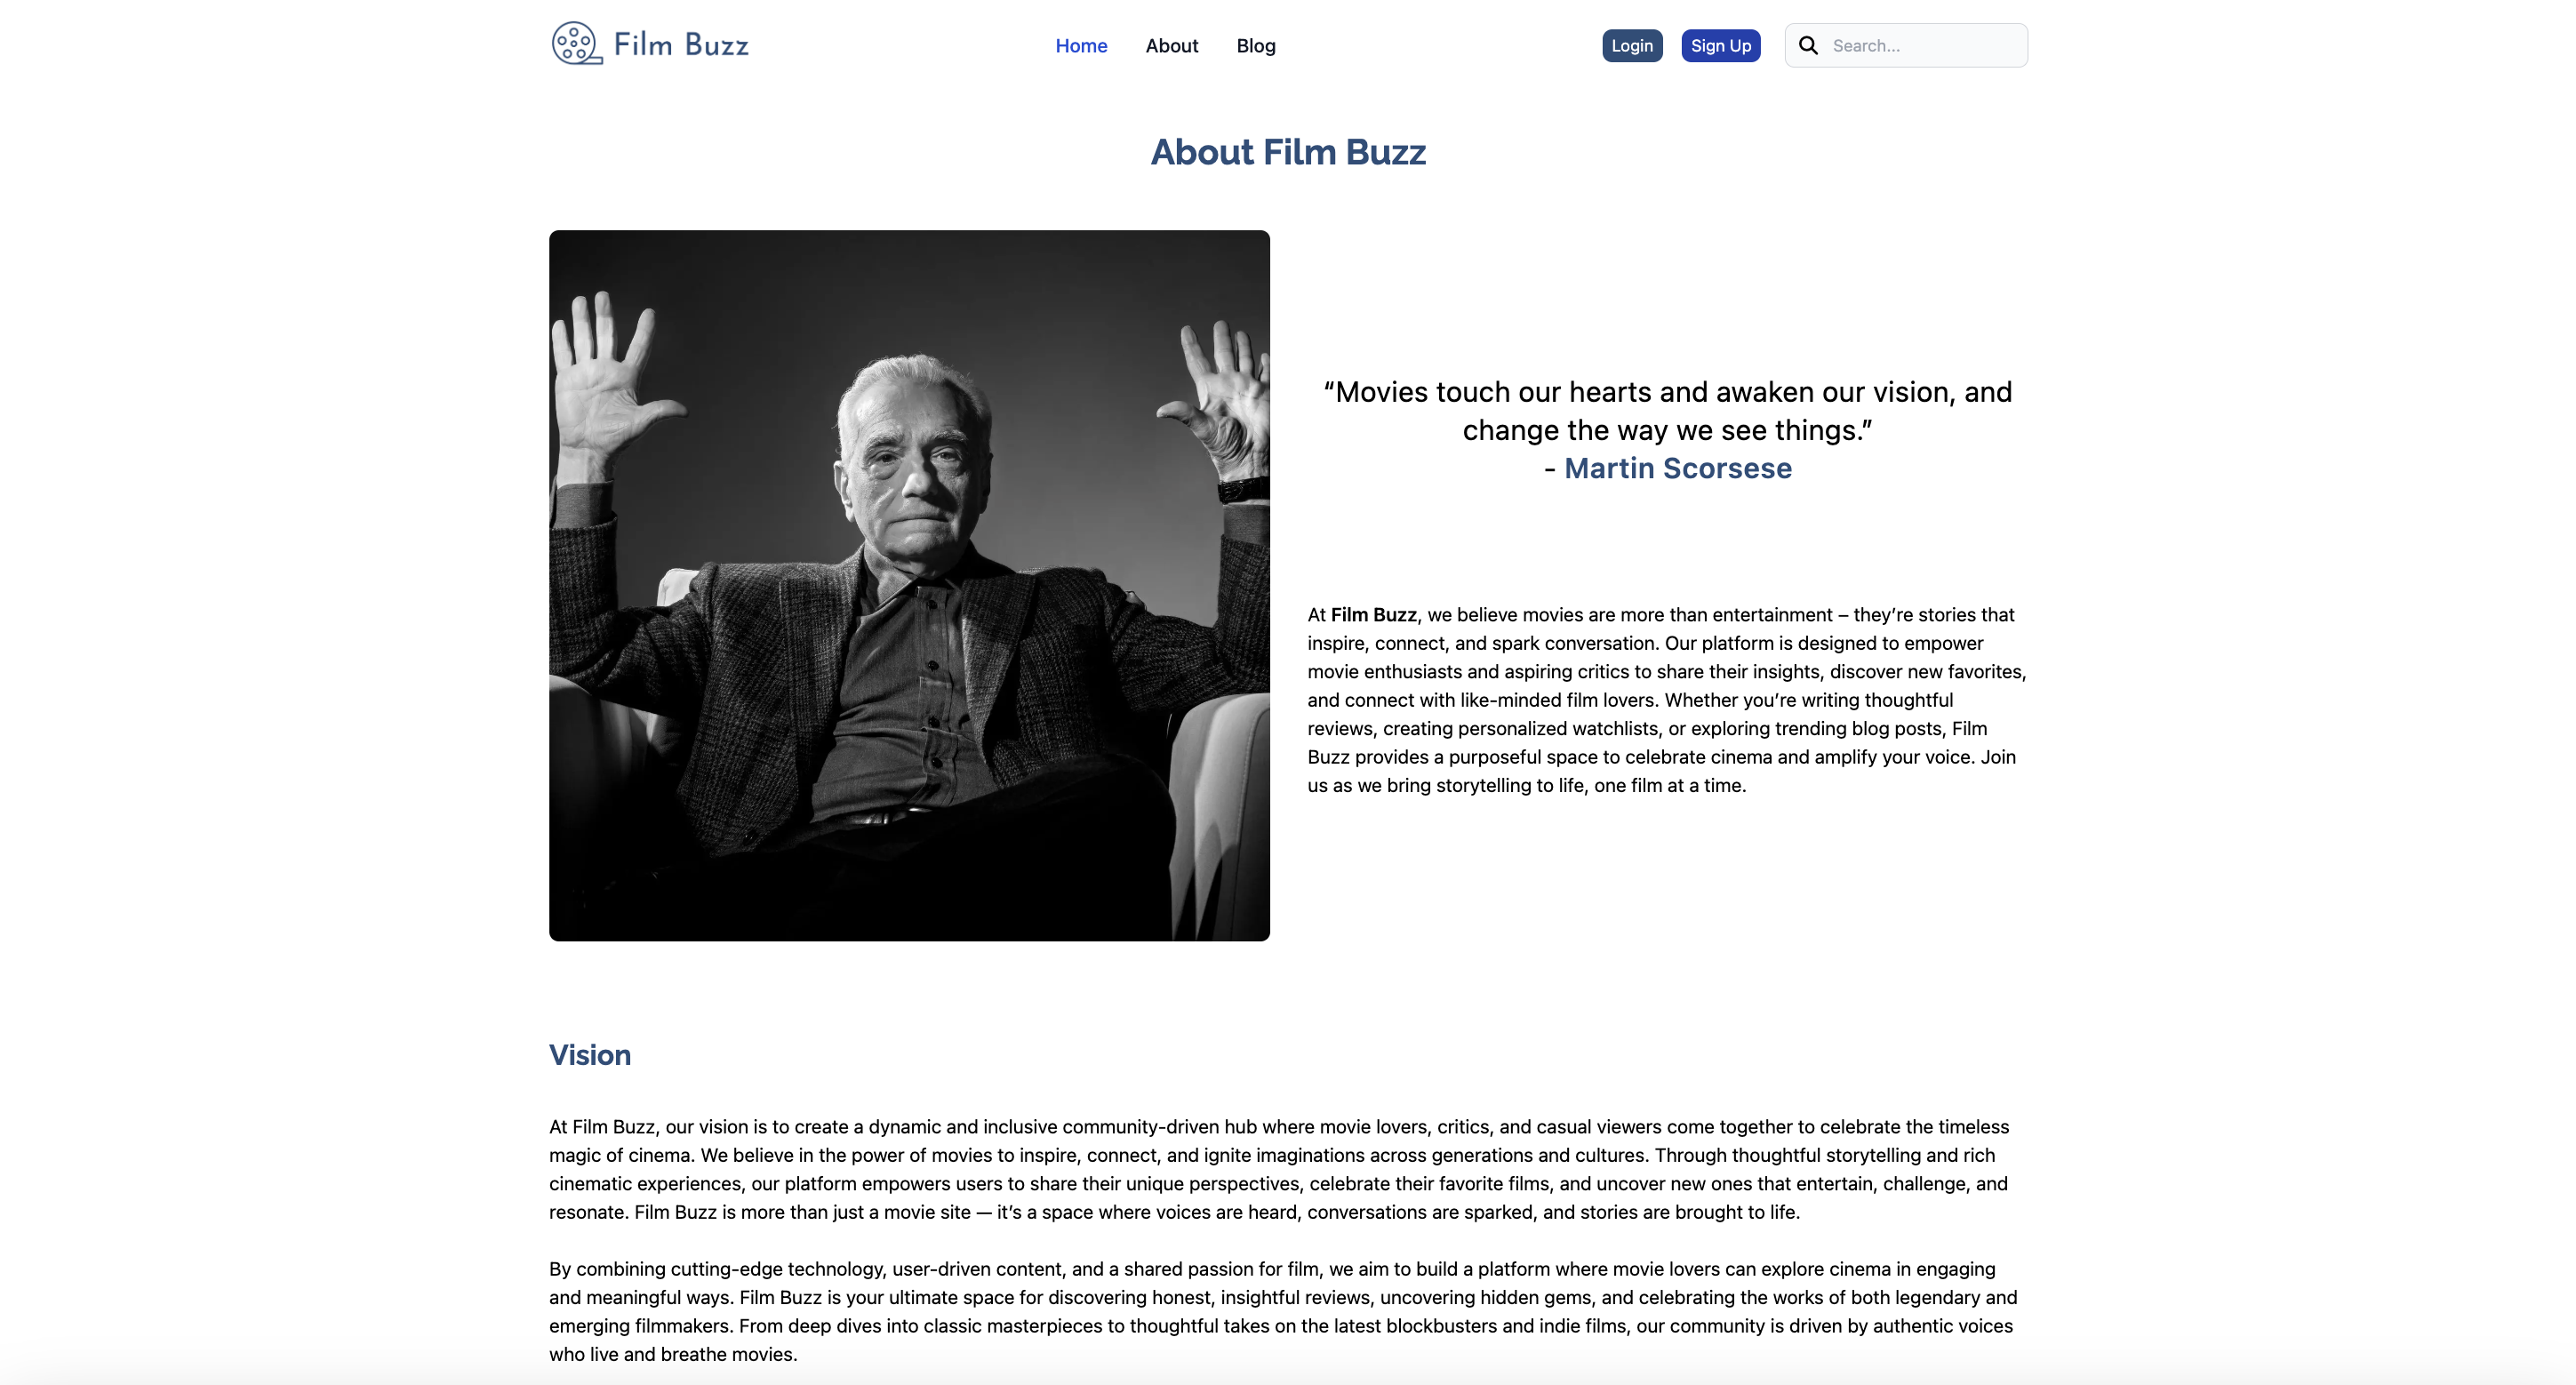 Film Buzz
Home
About
Blog
Login
Sign Up
Search...
About Film Buzz
“Movies touch our hearts and awaken our vision, and
change the way we see things.”
- Martin Scorsese
At Film Buzz, we believe movies are more than entertainment – they’re stories that
inspire, connect, and spark conversation. Our platform is designed to empower
movie enthusiasts and aspiring critics to share their insights, discover new favorites,
and connect with like-minded film lovers. Whether you’re writing thoughtful
reviews, creating personalized watchlists, or exploring trending blog posts, Film
Buzz provides a purposeful space to celebrate cinema and amplify your voice. Join
us as we bring storytelling to life, one film at a time.
Vision
At Film Buzz, our vision is to create a dynamic and inclusive community-driven hub where movie lovers, critics, and casual viewers come together to celebrate the timeless
magic of cinema. We believe in the power of movies to inspire, connect, and ignite imaginations across generations and cultures. Through thoughtful storytelling and rich
cinematic experiences, our platform empowers users to share their unique perspectives, celebrate their favorite films, and uncover new ones that entertain, challenge, and
resonate. Film Buzz is more than just a movie site — it’s a space where voices are heard, conversations are sparked, and stories are brought to life.
By combining cutting-edge technology, user-driven content, and a shared passion for film, we aim to build a platform where movie lovers can explore cinema in engaging
and meaningful ways. Film Buzz is your ultimate space for discovering honest, insightful reviews, uncovering hidden gems, and celebrating the works of both legendary and
emerging filmmakers. From deep dives into classic masterpieces to thoughtful takes on the latest blockbusters and indie films, our community is driven by authentic voices
who live and breathe movies.